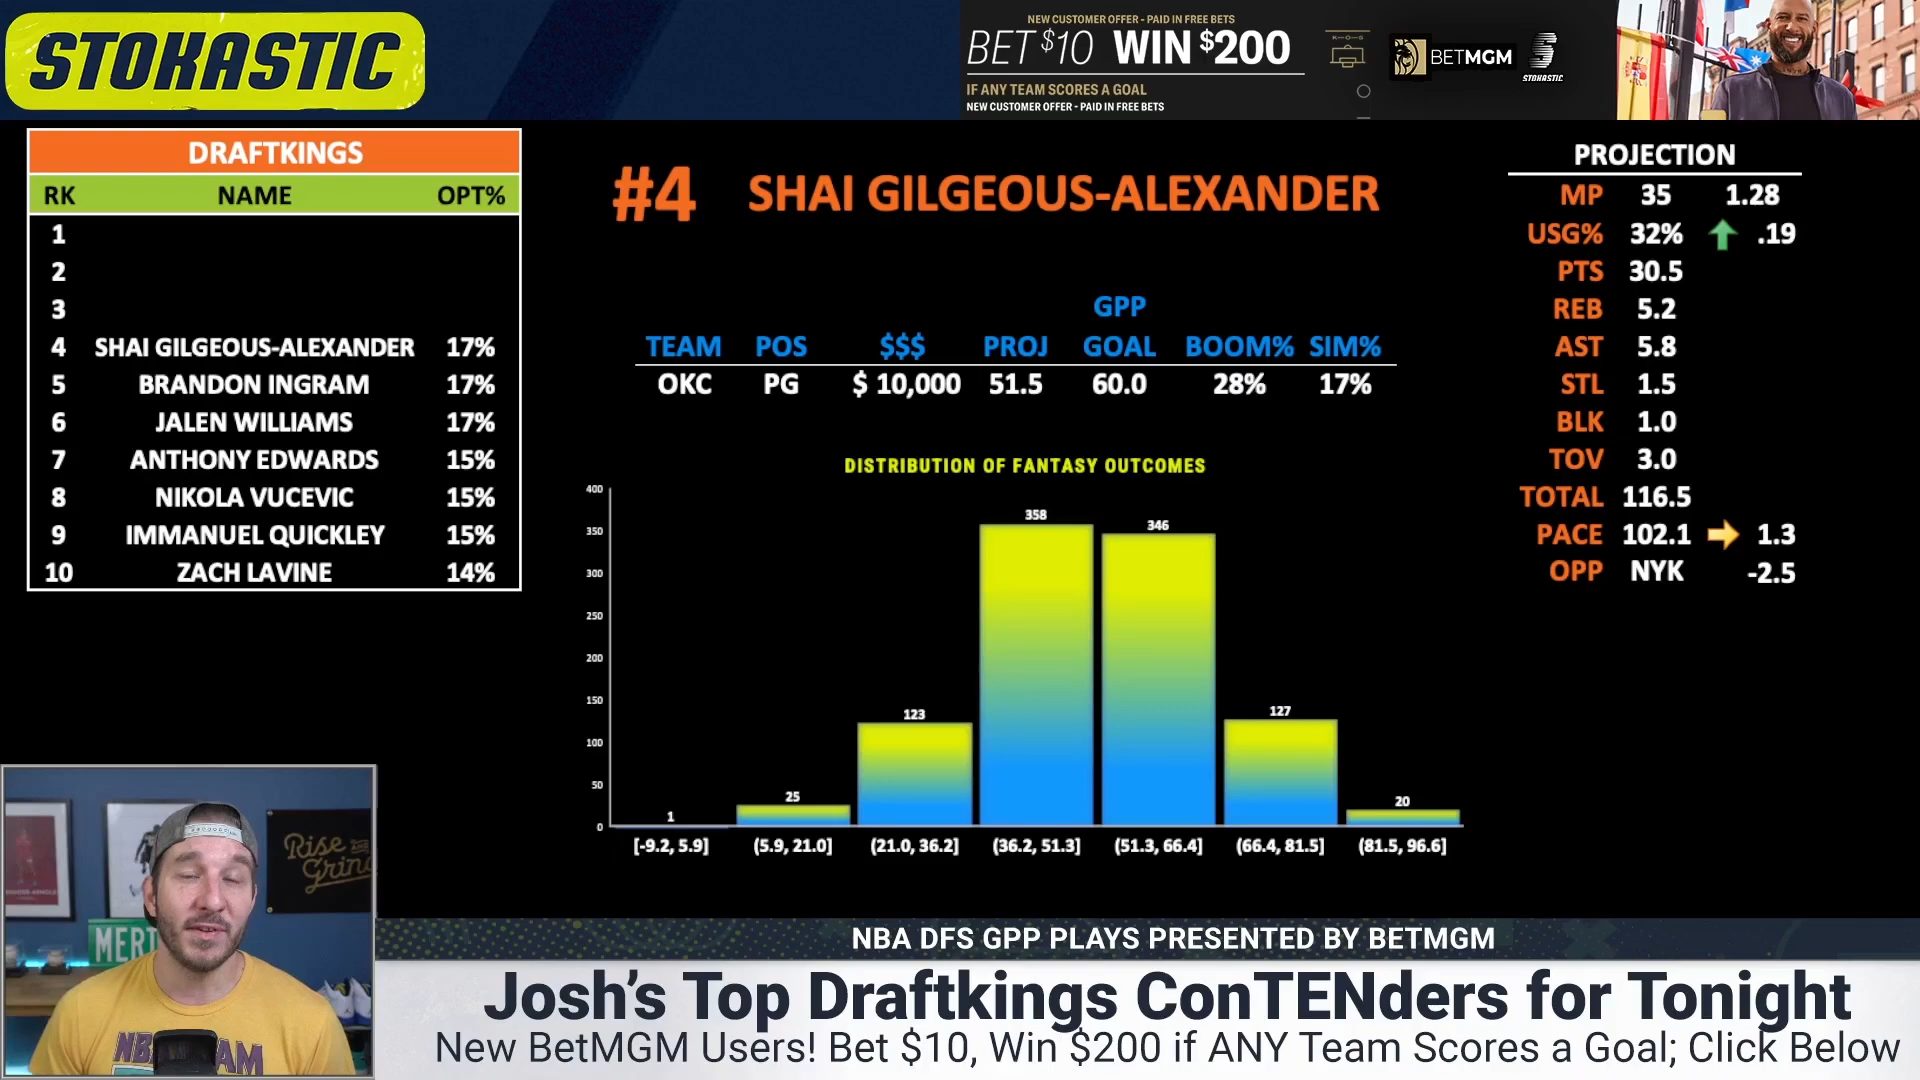 STOKASTIC
NEW CUSTOMER OFFER - PAID IN FREE BETS
BET $10 WIN $200
IF ANY TEAM SCORES A GOAL
NEW CUSTOMER OFFER - PAID IN FREE BETS
BETMGM
STOKASTIC
DRAFTKINGS
RK NAME OPT%
1
2
3
4 SHAI GILGEOUS-ALEXANDER 17%
5 BRANDON INGRAM 17%
6 JALEN WILLIAMS 17%
7 ANTHONY EDWARDS 15%
8 NIKOLA VUCEVIC 15%
9 IMMANUEL QUICKLEY 15%
10 ZACH LAVINE 14%
#4 SHAI GILGEOUS-ALEXANDER
GPP
TEAM POS $$$ PROJ GOAL BOOM% SIM%
OKC PG $ 10,000 51.5 60.0 28% 17%
DISTRIBUTION OF FANTASY OUTCOMES
400
350
300
250
200
150
100
50
0
1 25 123 358 346 127 20
[-9.2, 5.9] (5.9, 21.0] (21.0, 36.2] (36.2, 51.3] (51.3, 66.4] (66.4, 81.5] (81.5, 96.6]
PROJECTION
MP 35 1.28
USG% 32% .19
PTS 30.5
REB 5.2
AST 5.8
STL 1.5
BLK 1.0
TOV 3.0
TOTAL 116.5
PACE 102.1 1.3
OPP NYK -2.5
Rise AND
Grind
MERT
NBA
NBA DFS GPP PLAYS PRESENTED BY BETMGM
Josh's Top Draftkings ConTENders for Tonight
New BetMGM Users! Bet $10, Win $200 if ANY Team Scores a Goal; Click Below